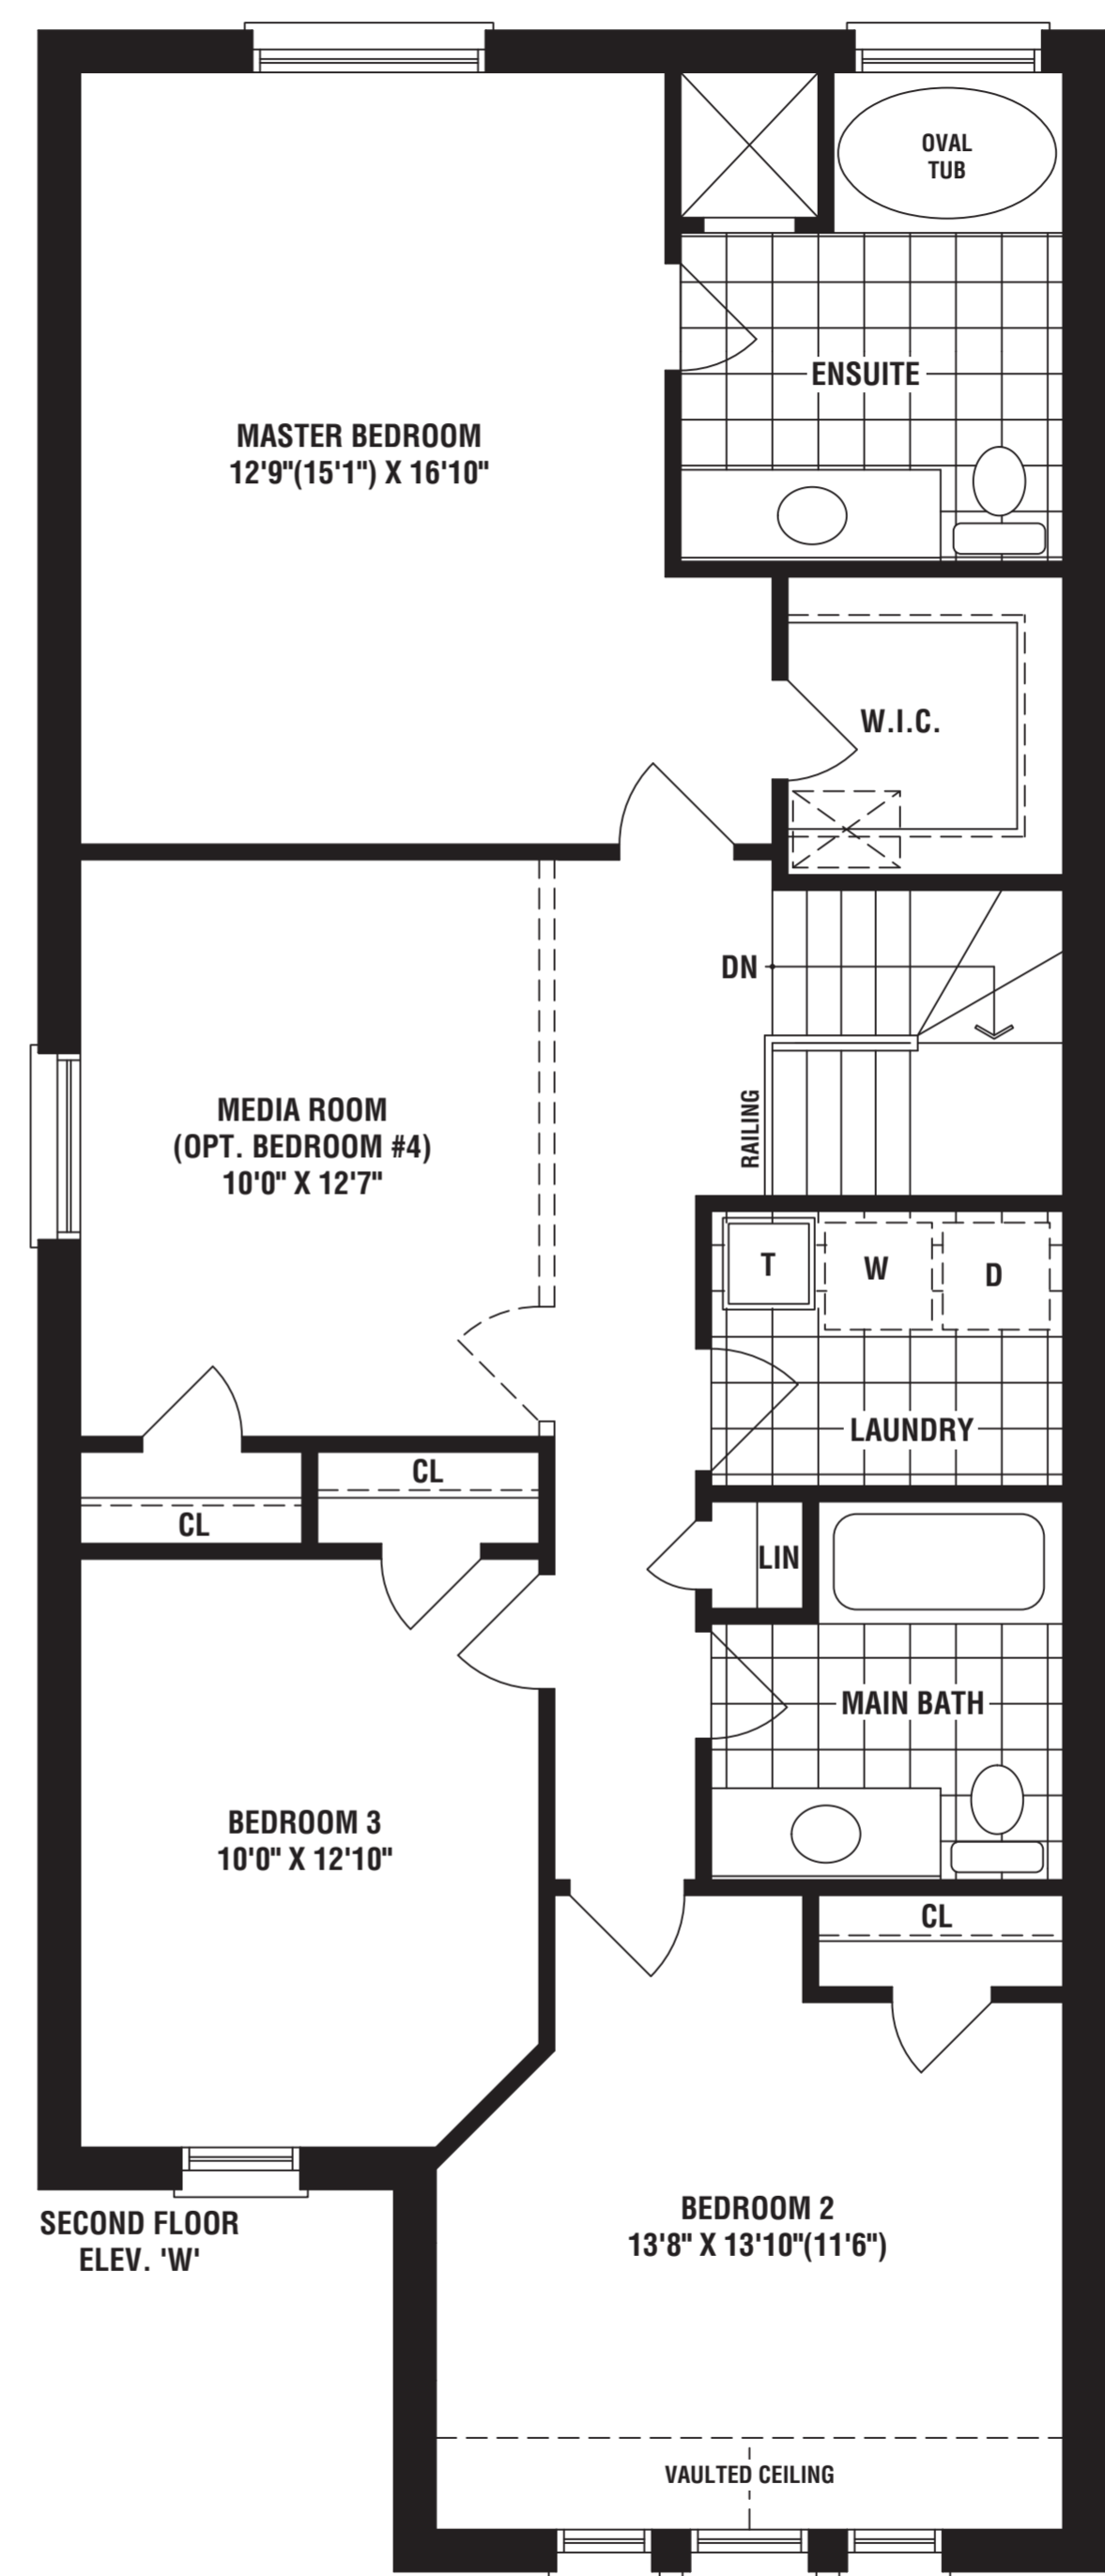 OVAL
TUB
ENSUITE
MASTER BEDROOM
12'9"(15'1") X 16'10"
W.I.C.
DN
RAILING
MEDIA ROOM
(OPT. BEDROOM #4)
10'0" X 12'7"
T
W
D
LAUNDRY
CL
CL
LIN
MAIN BATH
BEDROOM 3
10'0" X 12'10"
CL
BEDROOM 2
13'8" X 13'10"(11'6")
SECOND FLOOR
ELEV. 'W'
VAULTED CEILING